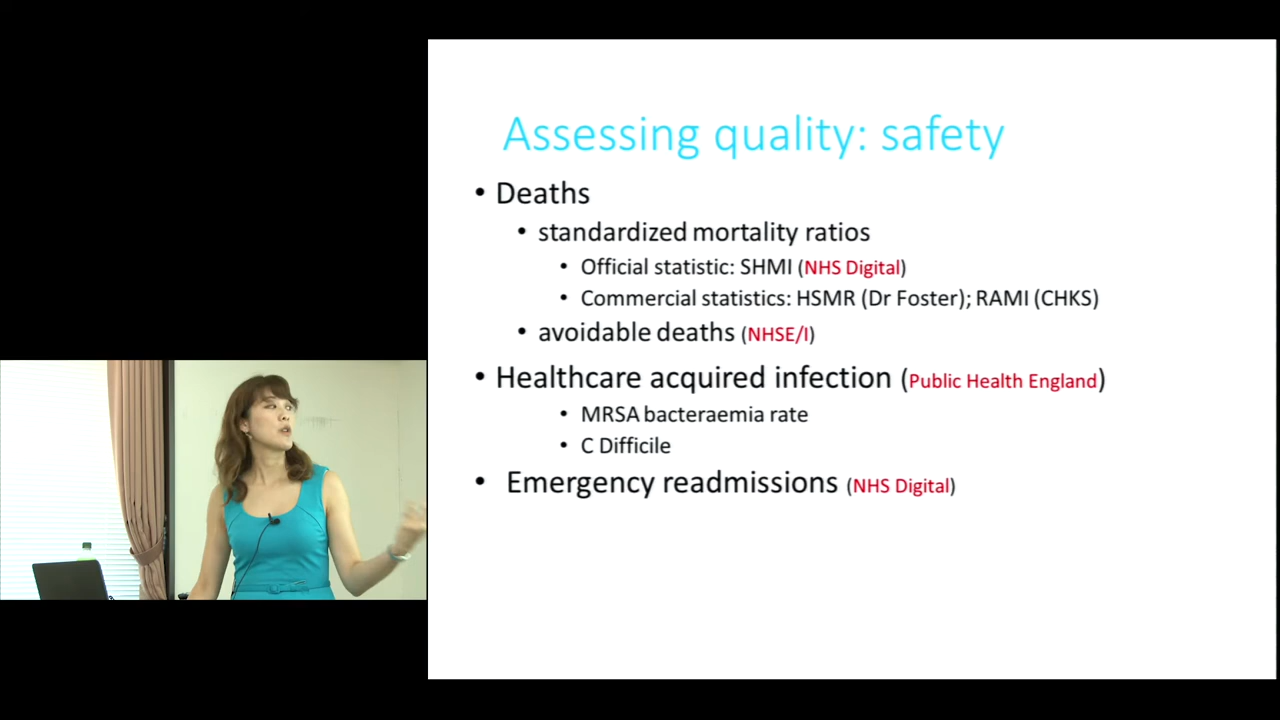 Assessing quality: safety
• Deaths
• standardized mortality ratios
• Official statistic: SHMI (NHS Digital)
• Commercial statistics: HSMR (Dr Foster); RAMI (CHKS)
• avoidable deaths (NHSE/I)
• Healthcare acquired infection (Public Health England)
• MRSA bacteraemia rate
• C Difficile
• Emergency readmissions (NHS Digital)